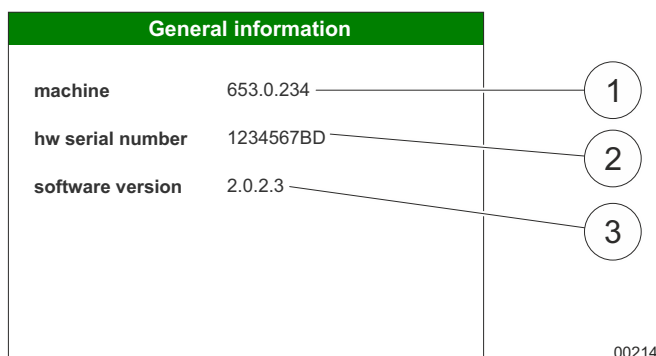 General information
machine 653.0.234 1
hw serial number 1234567BD 2
software version 2.0.2.3 3
00214